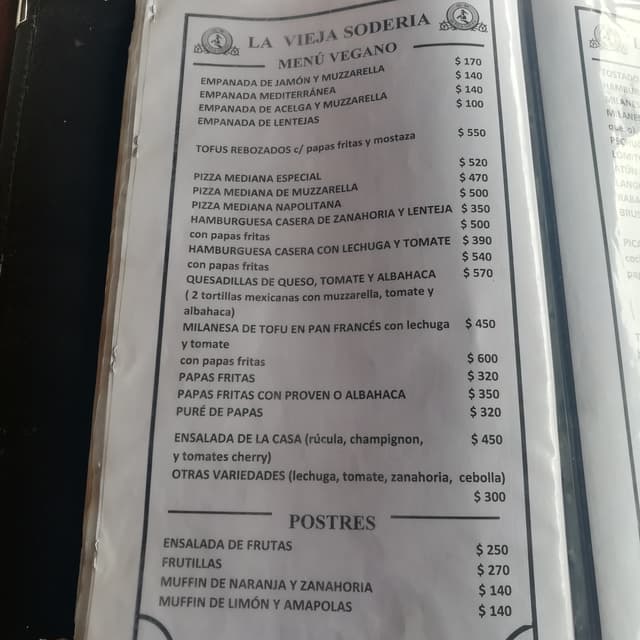 LA VIEJA SODERIA
MENÚ VEGANO
EMPANADA DE JAMÓN Y MUZZARELLA $ 170
EMPANADA MEDITERRÁNEA $ 140
EMPANADA DE ACELGA Y MUZZARELLA $ 140
EMPANADA DE LENTEJAS $ 100
TOFUS REBOZADOS c/ papas fritas y mostaza $ 550
PIZZA MEDIANA ESPECIAL $ 520
PIZZA MEDIANA DE MUZZARELLA $ 470
PIZZA MEDIANA NAPOLITANA $ 500
HAMBURGUESA CASERA DE ZANAHORIA Y LENTEJA $ 350
con papas fritas $ 500
HAMBURGUESA CASERA CON LECHUGA Y TOMATE $ 390
con papas fritas $ 540
QUESADILLAS DE QUESO, TOMATE Y ALBAHACA $ 570
( 2 tortillas mexicanas con muzzarella, tomate y
albahaca)
MILANESA DE TOFU EN PAN FRANCÉS con lechuga $ 450
y tomate
con papas fritas $ 600
PAPAS FRITAS $ 320
PAPAS FRITAS CON PROVEN O ALBAHACA $ 350
PURÉ DE PAPAS $ 320
ENSALADA DE LA CASA (rúcula, champignon, $ 450
y tomates cherry)
OTRAS VARIEDADES (lechuga, tomate, zanahoria, cebolla)
$ 300
POSTRES
ENSALADA DE FRUTAS $ 250
FRUTILLAS $ 270
MUFFIN DE NARANJA Y ZANAHORIA $ 140
MUFFIN DE LIMÓN Y AMAPOLAS $ 140